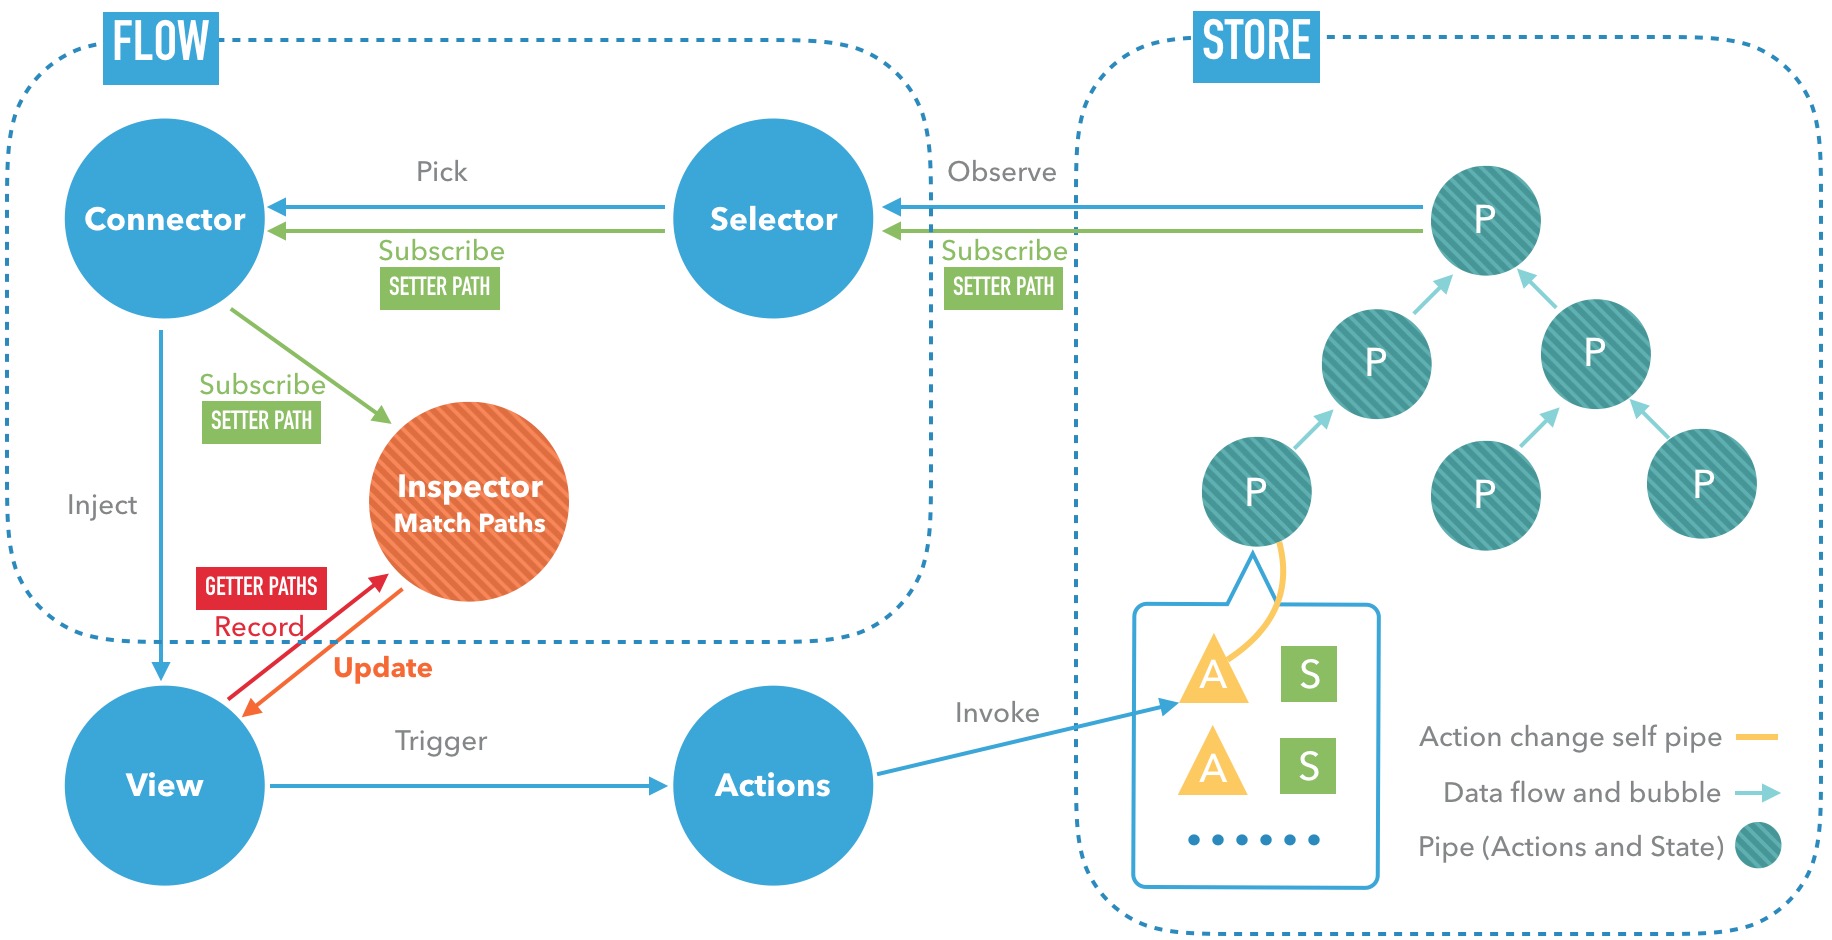 FLOW
STORE
Pick
Observe
Connector
Selector
P
Subscribe
SETTER PATH
Subscribe
SETTER PATH
P
P
Subscribe
SETTER PATH
Inspector
Match Paths
Inject
P
P
P
GETTER PATHS
Record
Update
A
S
View
Trigger
Actions
Invoke
A
S
Action change self pipe
Data flow and bubble
Pipe (Actions and State)